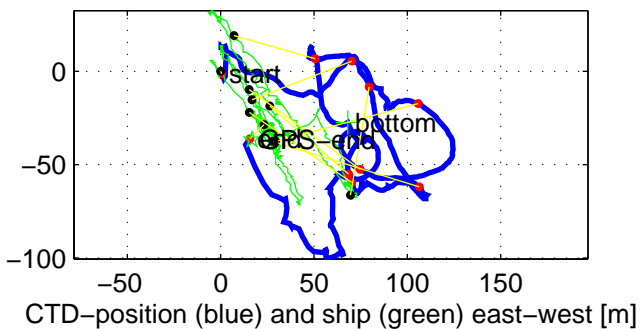 0
start
bottom
end
GPS−end
−50
−100
−50 0 50 100 150
CTD−position (blue) and ship (green) east−west [m]